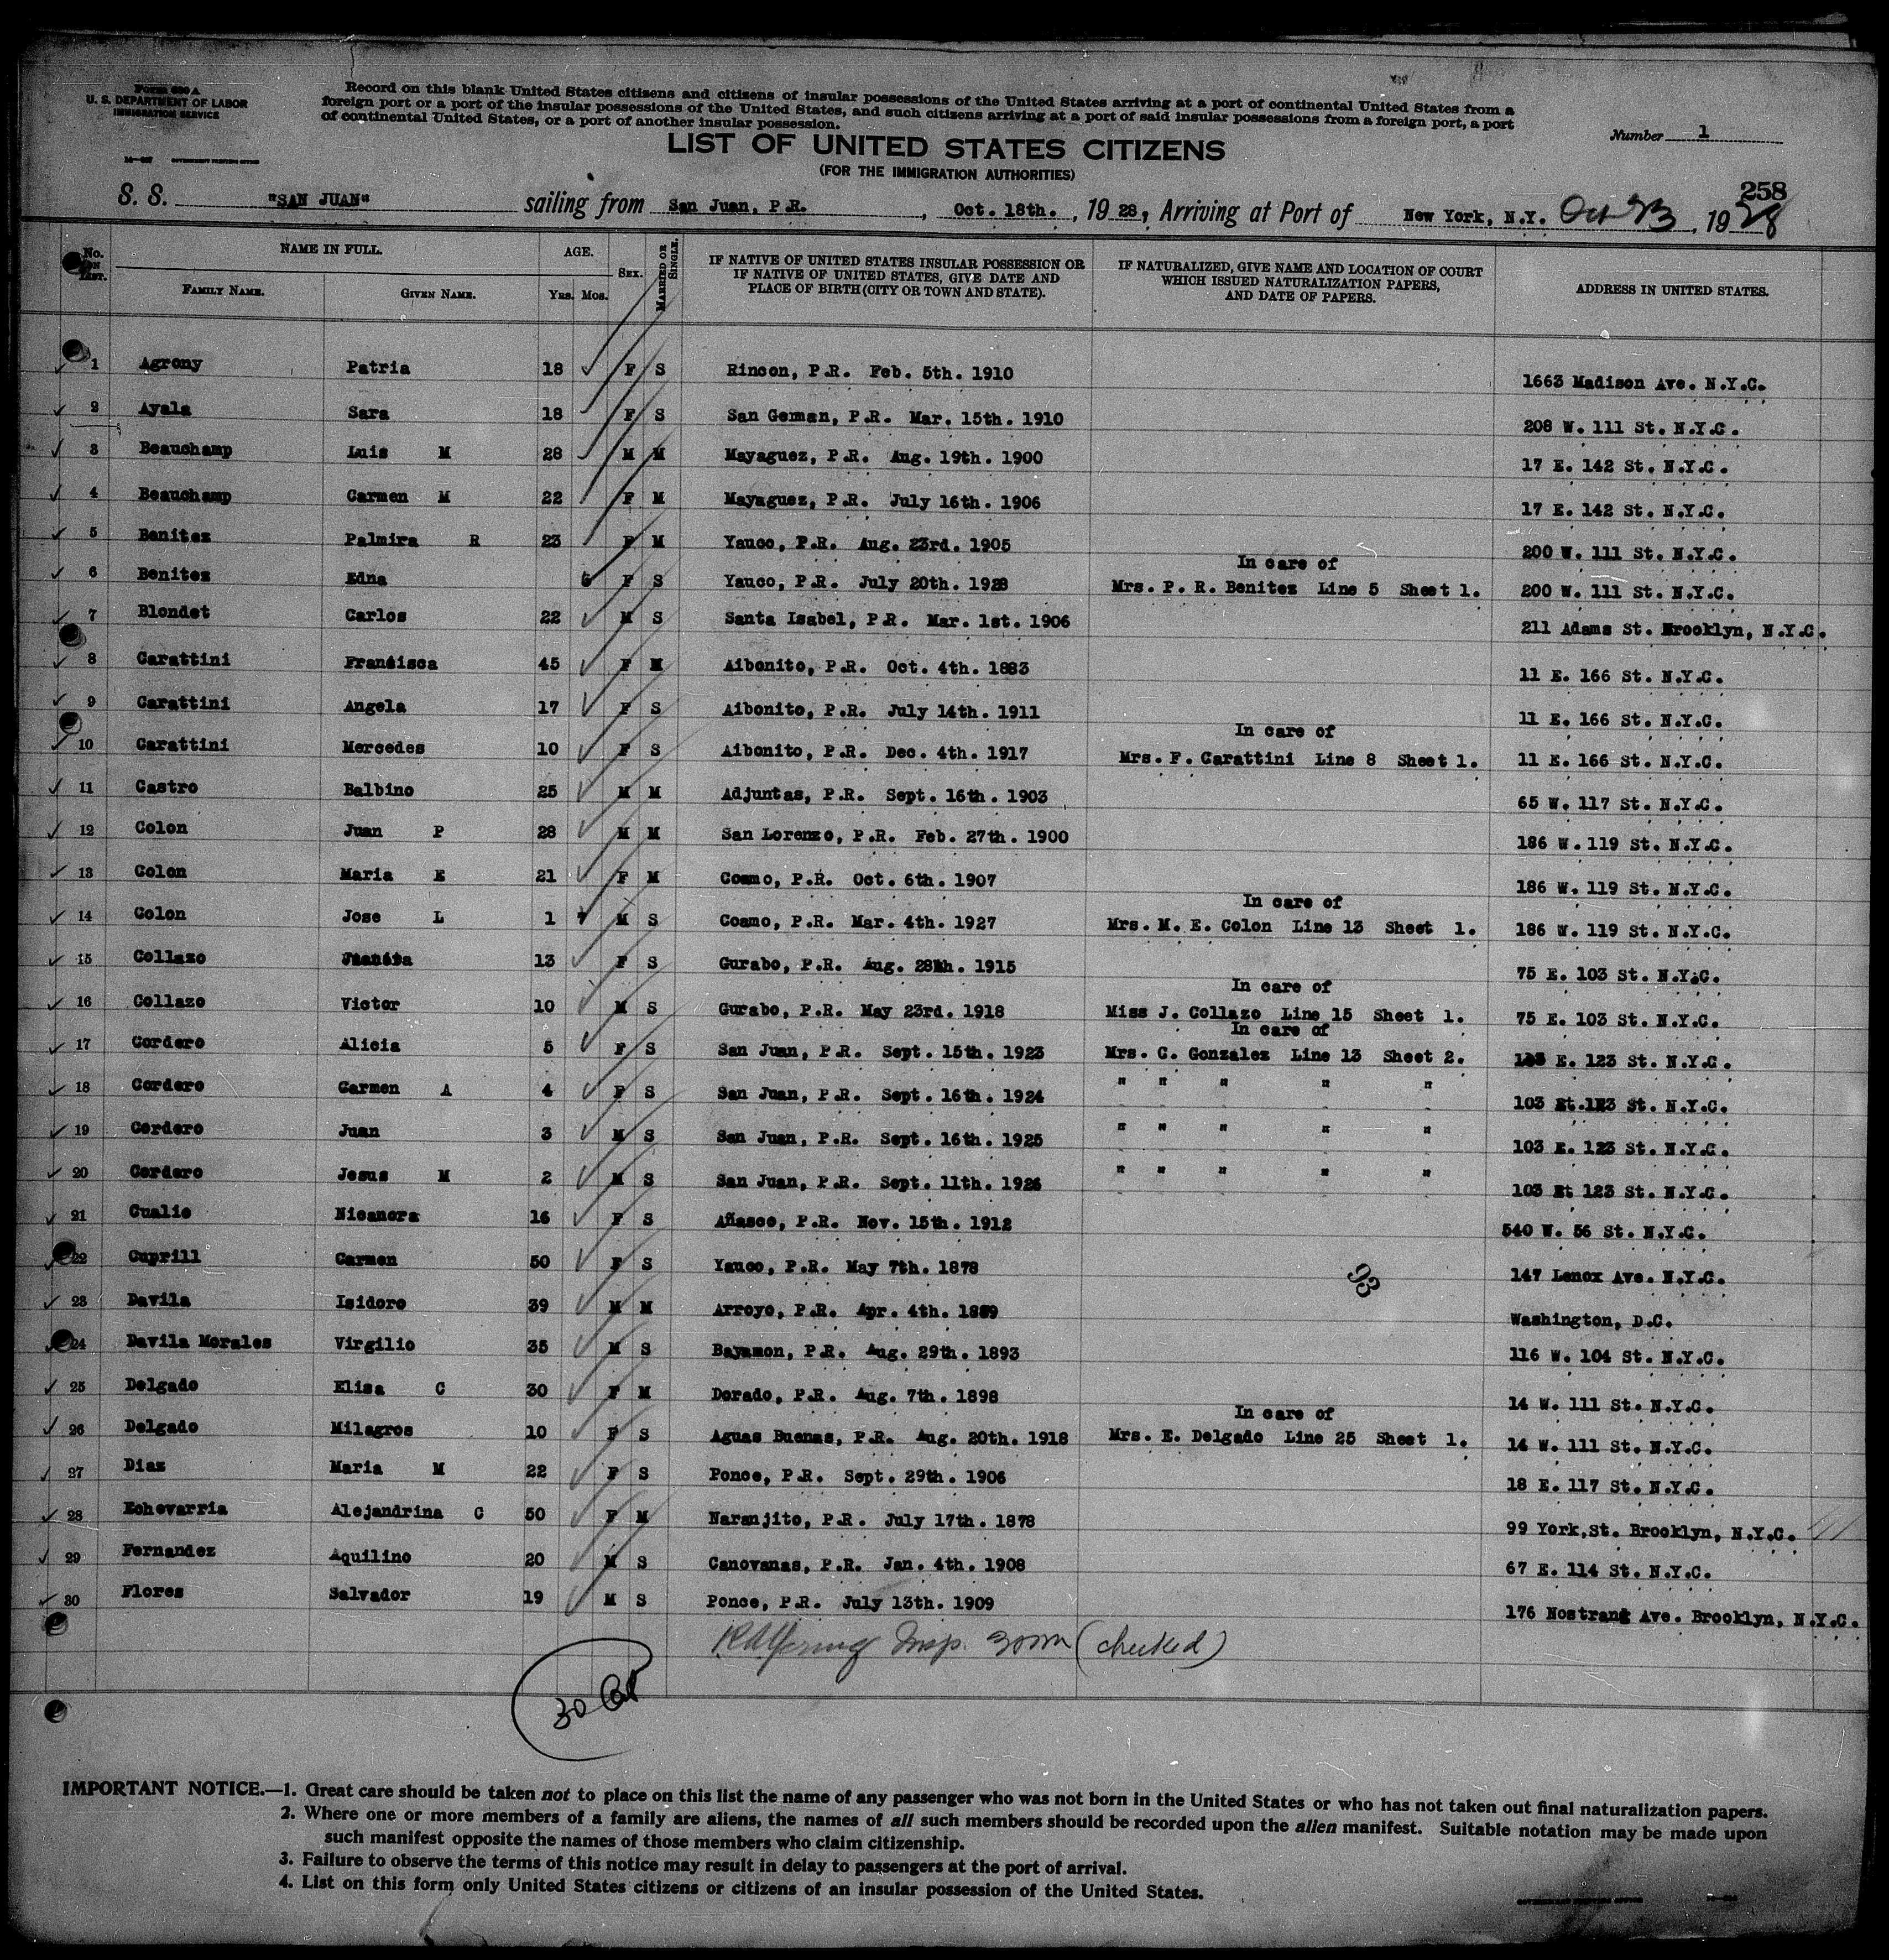 Form 630 A
U. S. DEPARTMENT OF LABOR
IMMIGRATION SERVICE
Record on this blank United States citizens and citizens of insular possessions of the United States arriving at a port of continental United States from a
foreign port or a port of the insular possessions of the United States, and such citizens arriving at a port of said insular possessions from a foreign port, a port
of continental United States, or a port of another insular possession.
LIST OF UNITED STATES CITIZENS
(FOR THE IMMIGRATION AUTHORITIES)
Number 1
258
S. S. "SAN JUAN" sailing from San Juan, P.R. , Oct. 18th. , 1928, Arriving at Port of New York, N.Y. Oct 23, 1928
No. ON LIST. NAME IN FULL. FAMILY NAME. GIVEN NAME. AGE. Yrs. Mos. SEX. MARRIED OR SINGLE. IF NATIVE OF UNITED STATES INSULAR POSSESSION OR IF NATIVE OF UNITED STATES, GIVE DATE AND PLACE OF BIRTH (CITY OR TOWN AND STATE). IF NATURALIZED, GIVE NAME AND LOCATION OF COURT WHICH ISSUED NATURALIZATION PAPERS, AND DATE OF PAPERS. ADDRESS IN UNITED STATES.
1 Agrony Patria 18 F S Rincon, P.R. Feb. 5th. 1910 1663 Madison Ave. N.Y.C.
2 Ayala Sara 18 F S San German, P.R. Mar. 15th. 1910 208 W. 111 St. N.Y.C.
3 Beauchamp Luis M 28 M M Mayaguez, P.R. Aug. 19th. 1900 17 E. 142 St. N.Y.C.
4 Beauchamp Carmen M 22 F M Mayaguez, P.R. July 16th. 1906 17 E. 142 St. N.Y.C.
5 Benitez Palmira R 23 F M Yauco, P.R. Aug. 23rd. 1905 200 W. 111 St. N.Y.C.
6 Benitez Edna F S Yauco, P.R. July 20th. 1928 In care of Mrs. P. R. Benitez Line 5 Sheet 1. 200 W. 111 St. N.Y.C.
7 Blondet Carlos 22 M S Santa Isabel, P.R. Mar. 1st. 1906 211 Adams St. Brooklyn, N.Y.C.
8 Carattini Francisca 45 F M Aibonito, P.R. Oct. 4th. 1883 11 E. 166 St. N.Y.C.
9 Carattini Angela 17 F S Aibonito, P.R. July 14th. 1911 11 E. 166 St. N.Y.C.
10 Carattini Mercedes 10 F S Aibonito, P.R. Dec. 4th. 1917 In care of Mrs. F. Carattini Line 8 Sheet 1. 11 E. 166 St. N.Y.C.
11 Castro Balbino 25 M M Adjuntas, P.R. Sept. 16th. 1903 65 W. 117 St. N.Y.C.
12 Colon Juan P 28 M M San Lorenzo, P.R. Feb. 27th. 1900 186 W. 119 St. N.Y.C.
13 Colon Maria E 21 F M Coamo, P.R. Oct. 6th. 1907 186 W. 119 St. N.Y.C.
14 Colon Jose L 1 M S Coamo, P.R. Mar. 4th. 1927 In care of Mrs. M. E. Colon Line 13 Sheet 1. 186 W. 119 St. N.Y.C.
15 Collazo Juanita 13 F S Gurabo, P.R. Aug. 28th. 1915 75 E. 103 St. N.Y.C.
16 Collazo Victor 10 M S Gurabo, P.R. May 23rd. 1918 In care of Miss J. Collazo Line 15 Sheet 1. 75 E. 103 St. N.Y.C.
17 Cordero Alicia 5 F S San Juan, P.R. Sept. 15th. 1923 In care of Mrs. C. Gonzalez Line 13 Sheet 2. E. 123 St. N.Y.C.
18 Cordero Carmen A 4 F S San Juan, P.R. Sept. 16th. 1924 " " " " " 103 St. N.Y.C.
19 Cordero Juan 3 M S San Juan, P.R. Sept. 16th. 1925 " " " " " 103 E. 123 St. N.Y.C.
20 Cordero Jesus M 2 M S San Juan, P.R. Sept. 11th. 1926 " " " " " 103 123 St. N.Y.C.
21 Cualio Nicanora 16 F S Añasco, P.R. Nov. 15th. 1912 540 W. 56 St. N.Y.C.
22 Cuprill Carmen 50 F S Yauco, P.R. May 7th. 1878 147 Lenox Ave. N.Y.C.
23 Davila Isidoro 39 M M Arroyo, P.R. Apr. 4th. 1889 Washington, D.C.
24 Davila Morales Virgilio 35 M S Bayamon, P.R. Aug. 29th. 1893 116 W. 104 St. N.Y.C.
25 Delgado Elisa C 30 F M Dorado, P.R. Aug. 7th. 1898 14 W. 111 St. N.Y.C.
26 Delgado Milagros 10 F S Aguas Buenas, P.R. Aug. 20th. 1918 In care of Mrs. E. Delgado Line 25 Sheet 1. 14 W. 111 St. N.Y.C.
27 Diaz Maria M 22 F S Ponce, P.R. Sept. 29th. 1906 18 E. 117 St. N.Y.C.
28 Echevarria Alejandrina C 50 F M Naranjito, P.R. July 17th. 1878 99 York, St. Brooklyn, N.Y.C.
29 Fernandez Aquilino 20 M S Canovanas, P.R. Jan. 4th. 1908 67 E. 114 St. N.Y.C.
30 Flores Salvador 19 M S Ponce, P.R. July 13th. 1909 176 Nostrand Ave. Brooklyn, N.Y.C.
93
Insp. (checked)
30
IMPORTANT NOTICE.—1. Great care should be taken not to place on this list the name of any passenger who was not born in the United States or who has not taken out final naturalization papers.
2. Where one or more members of a family are aliens, the names of all such members should be recorded upon the alien manifest. Suitable notation may be made upon
such manifest opposite the names of those members who claim citizenship.
3. Failure to observe the terms of this notice may result in delay to passengers at the port of arrival.
4. List on this form only United States citizens or citizens of an insular possession of the United States.
GOVERNMENT PRINTING OFFICE